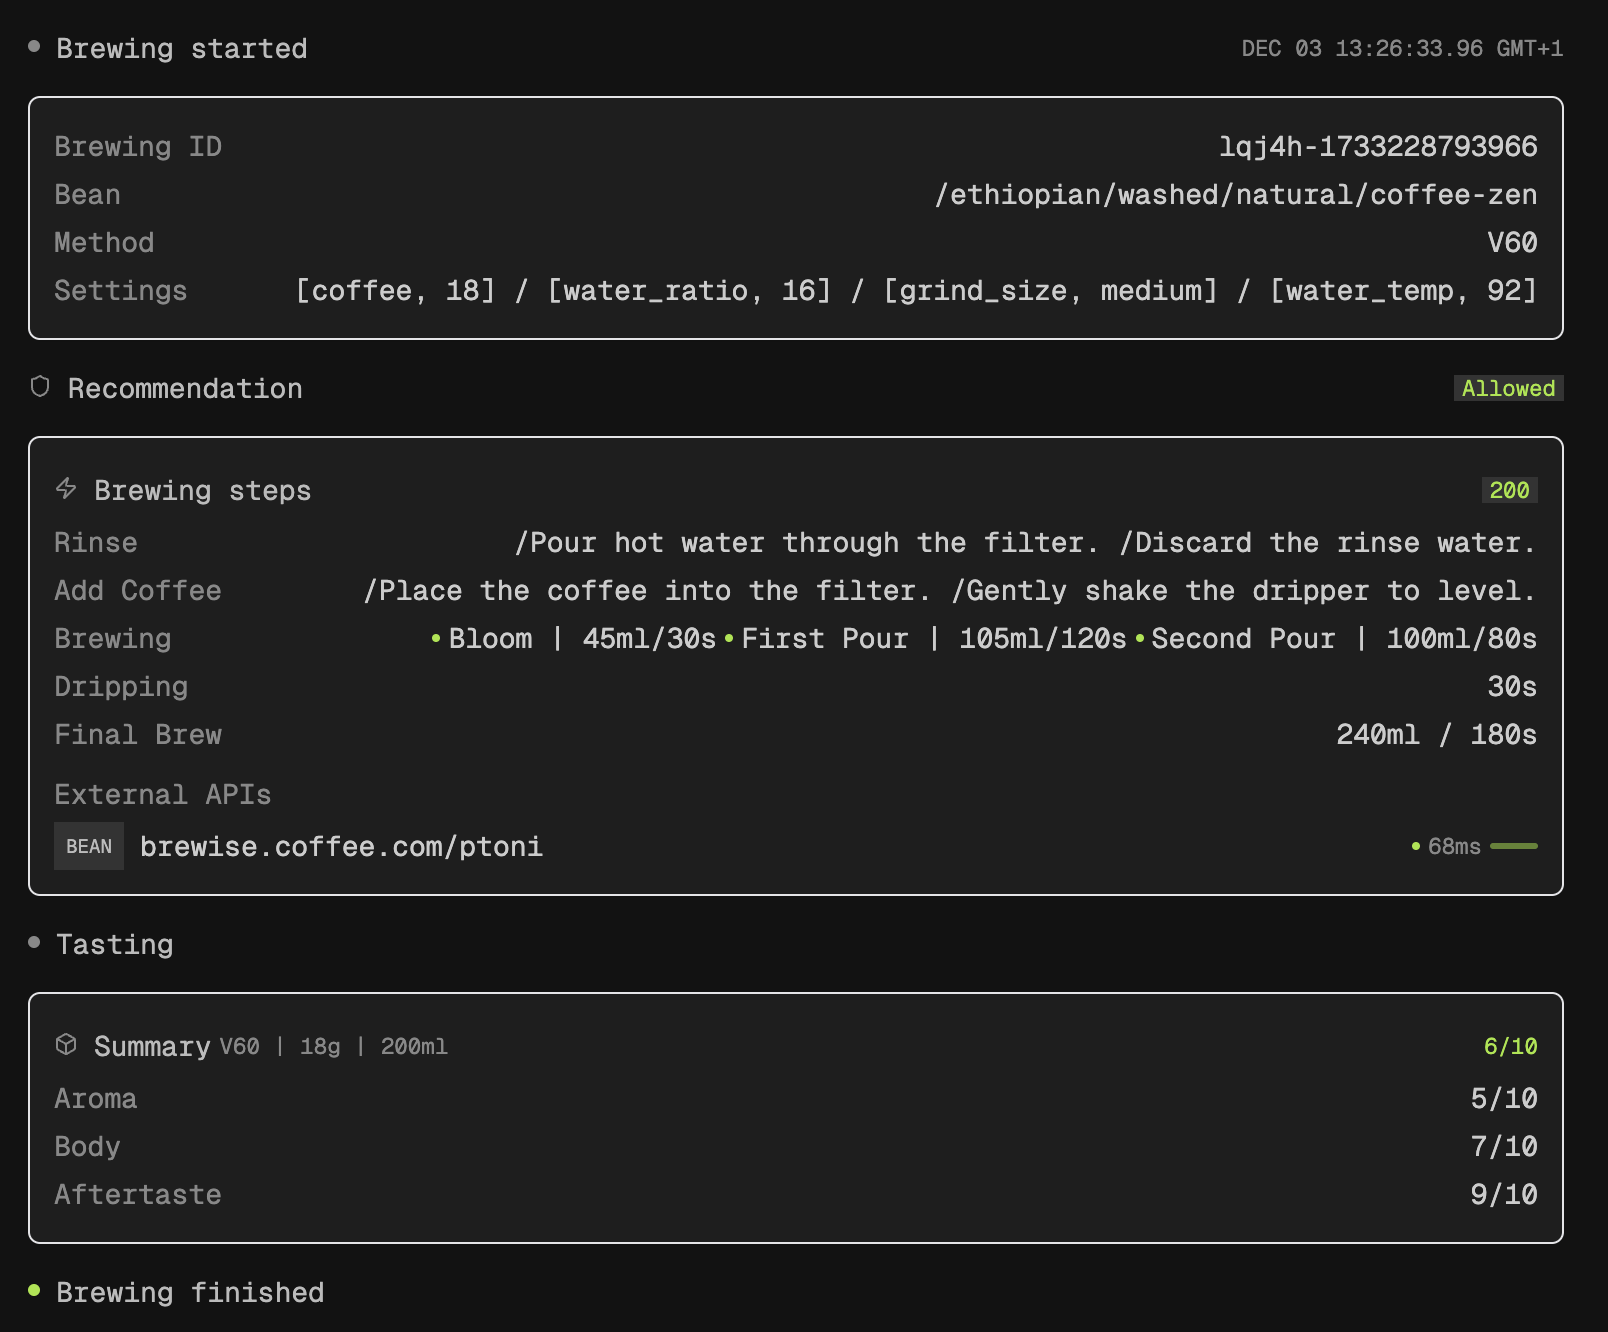 Brewing started DEC 03 13:26:33.96 GMT+1
Brewing ID lqj4h-1733228793966
Bean /ethiopian/washed/natural/coffee-zen
Method V60
Settings [coffee, 18] / [water_ratio, 16] / [grind_size, medium] / [water_temp, 92]
Recommendation Allowed
Brewing steps 200
Rinse /Pour hot water through the filter. /Discard the rinse water.
Add Coffee /Place the coffee into the filter. /Gently shake the dripper to level.
Brewing •Bloom | 45ml/30s •First Pour | 105ml/120s •Second Pour | 100ml/80s
Dripping 30s
Final Brew 240ml / 180s
External APIs
BEAN brewise.coffee.com/ptoni • 68ms
Tasting
Summary V60 | 18g | 200ml 6/10
Aroma 5/10
Body 7/10
Aftertaste 9/10
Brewing finished